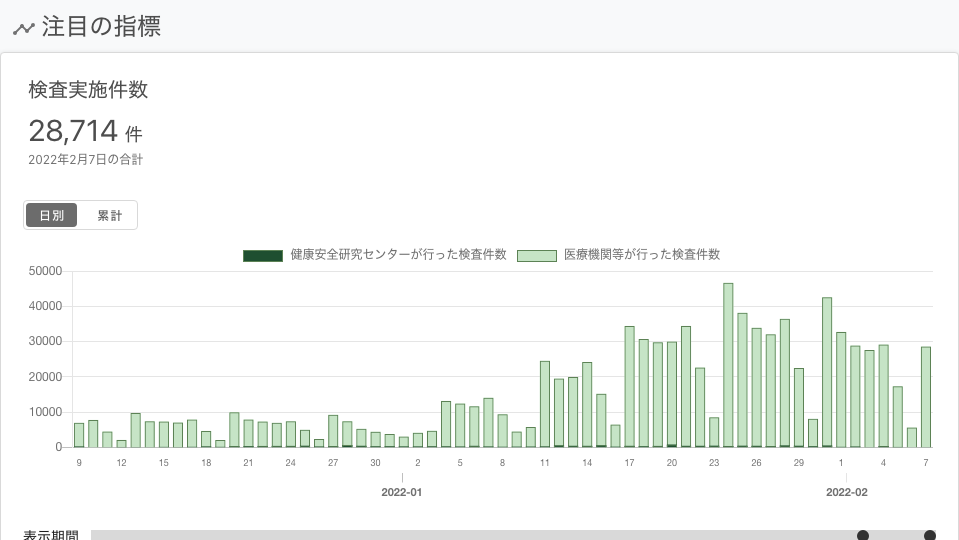 注目の指標
検査実施件数
28,714 件
2022年2月7日の合計
日別 累計
健康安全研究センターが行った検査件数 医療機関等が行った検査件数
50000
40000
30000
20000
10000
0
9 12 15 18 21 24 27 30 2 5 8 11 14 17 20 23 26 29 1 4 7
2022-01 2022-02
表示期間